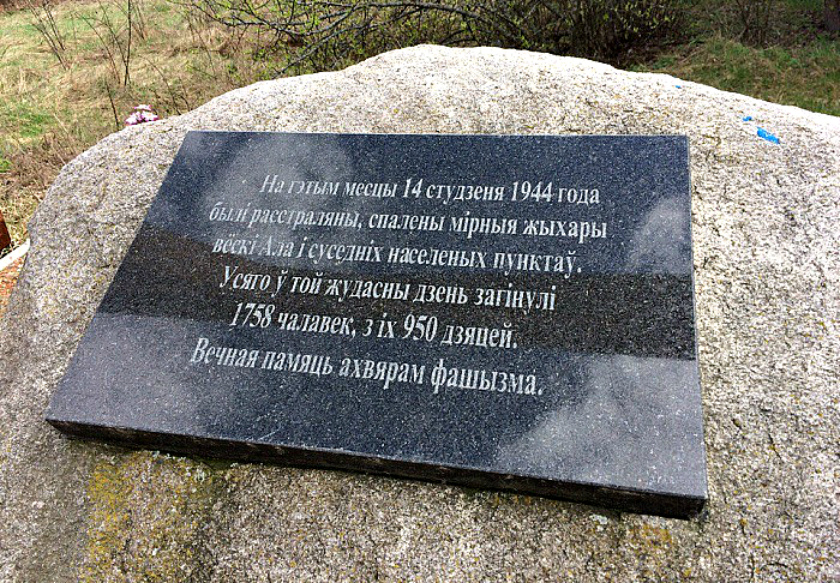 На гэтым месцы 14 студзеня 1944 года
былі расстраляны, спалены мірныя жыхары
вёскі Ала і суседніх населеных пунктаў.
Усяго ў той жудасны дзень загінулі
1758 чалавек, з іх 950 дзяцей.
Вечная памяць ахвярам фашызма.